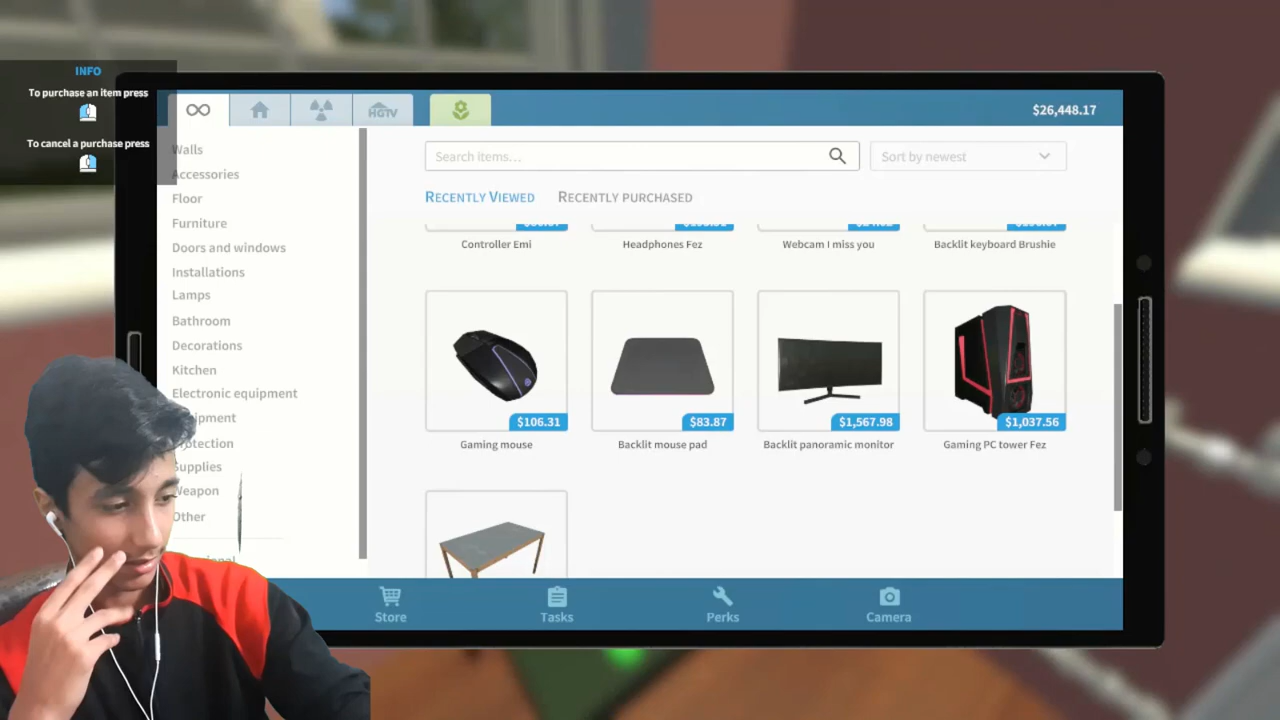 INFO
To purchase an item press
To cancel a purchase press
HGTV
$26,448.17
Search items...
Sort by newest
RECENTLY VIEWED
RECENTLY PURCHASED
Walls
Accessories
Floor
Furniture
Doors and windows
Installations
Lamps
Bathroom
Decorations
Kitchen
Electronic equipment
Supplies
Weapon
Other
Controller Emi
Headphones Fez
Webcam I miss you
Backlit keyboard Brushie
$106.31
$83.87
$1,567.98
$1,037.56
Gaming mouse
Backlit mouse pad
Backlit panoramic monitor
Gaming PC tower Fez
Store
Tasks
Perks
Camera